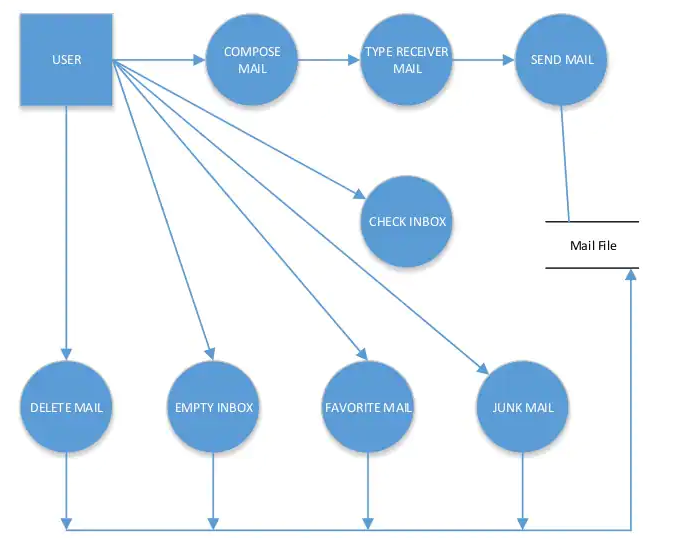 USER
COMPOSE
MAIL
TYPE RECEIVER
MAIL
SEND MAIL
CHECK INBOX
Mail File
DELETE MAIL
EMPTY INBOX
FAVORITE MAIL
JUNK MAIL